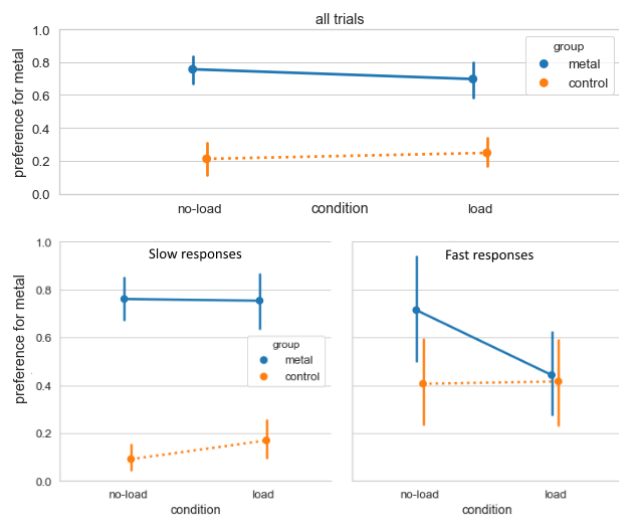 all trials
1.0
0.8
0.6
0.4
0.2
0.0
preference for metal
group
metal
control
no-load
condition
load
Slow responses
1.0
0.8
0.6
0.4
0.2
0.0
preference for metal
group
metal
control
no-load
load
condition
Fast responses
no-load
load
condition